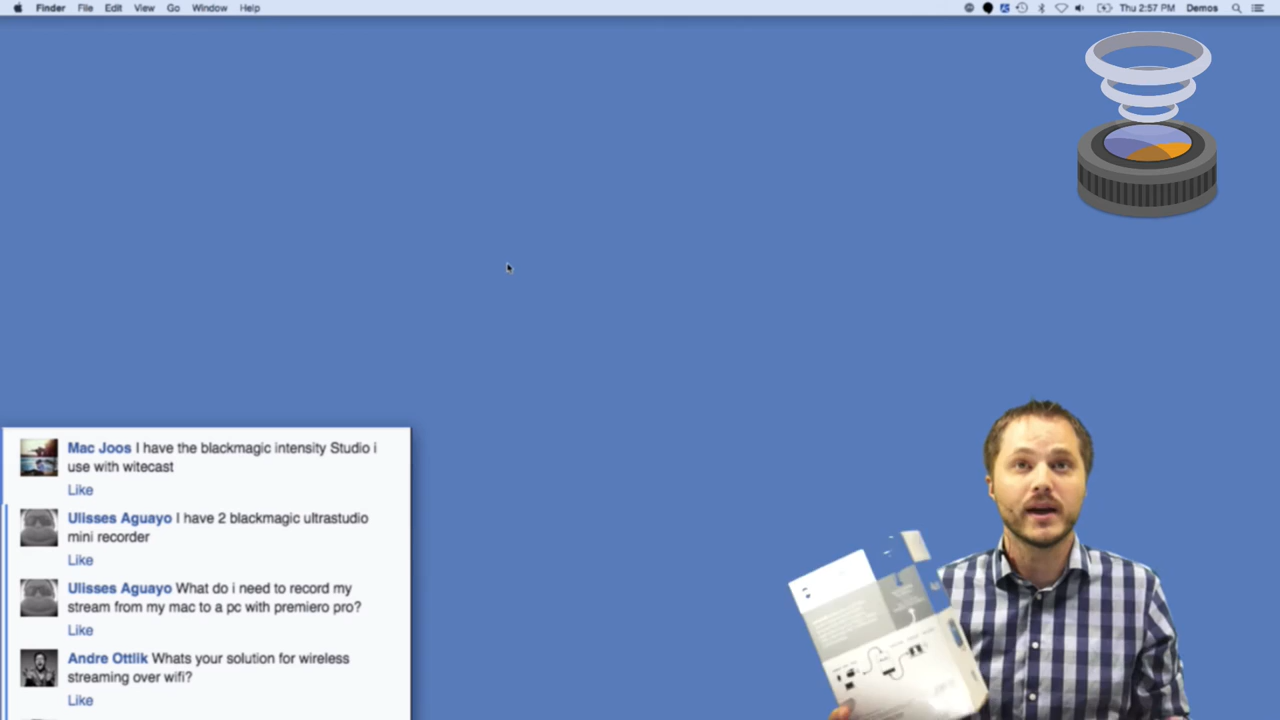 Finder File Edit View Go Window Help
Thu 2:57 PM Demos
Mac Joos I have the blackmagic intensity Studio i
use with witecast
Like
Ulisses Aguayo I have 2 blackmagic ultrastudio
mini recorder
Like
Ulisses Aguayo What do i need to record my
stream from my mac to a pc with premiero pro?
Like
Andre Ottlik Whats your solution for wireless
streaming over wifi?
Like